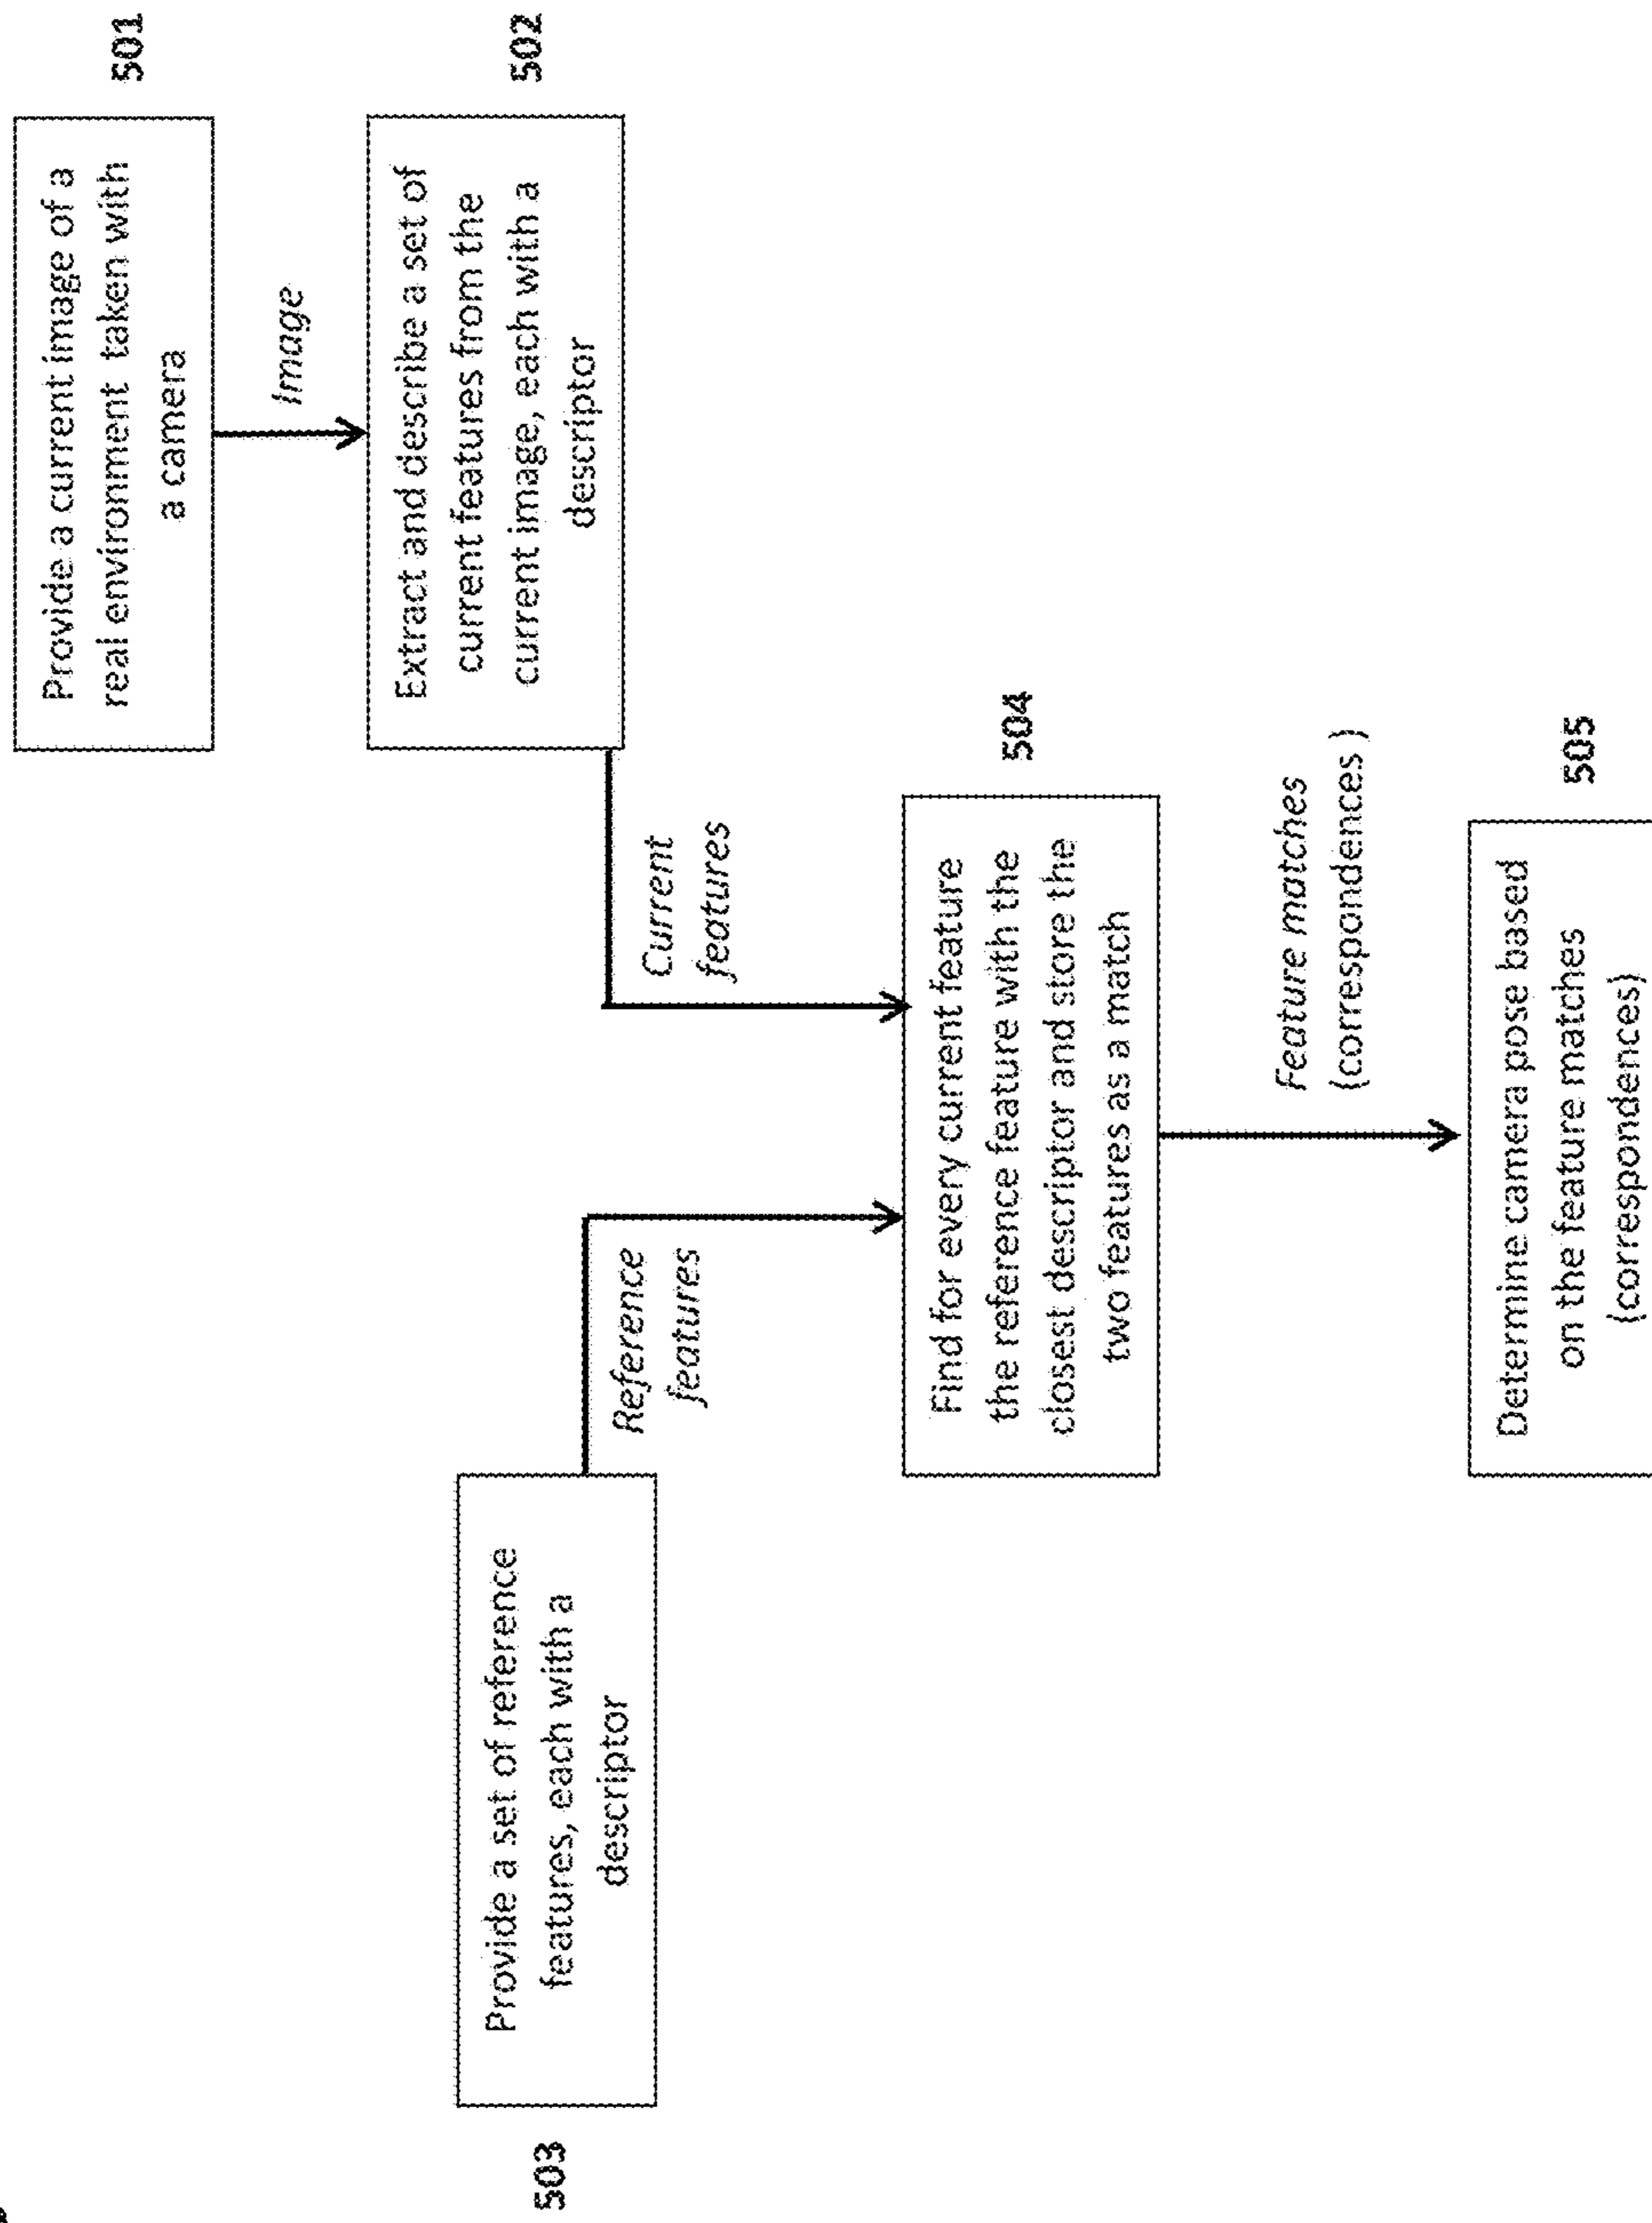 501
Provide a current image of a
real environment taken with
a camera
Image
502
Extract and describe a set of
current features from the
current image, each with a
descriptor
Current
features
503
Provide a set of reference
features, each with a
descriptor
Reference
features
504
Find for every current feature
the reference feature with the
closest descriptor and store the
two features as a match
Feature matches
(correspondences )
505
Determine camera pose based
on the feature matches
(correspondences)